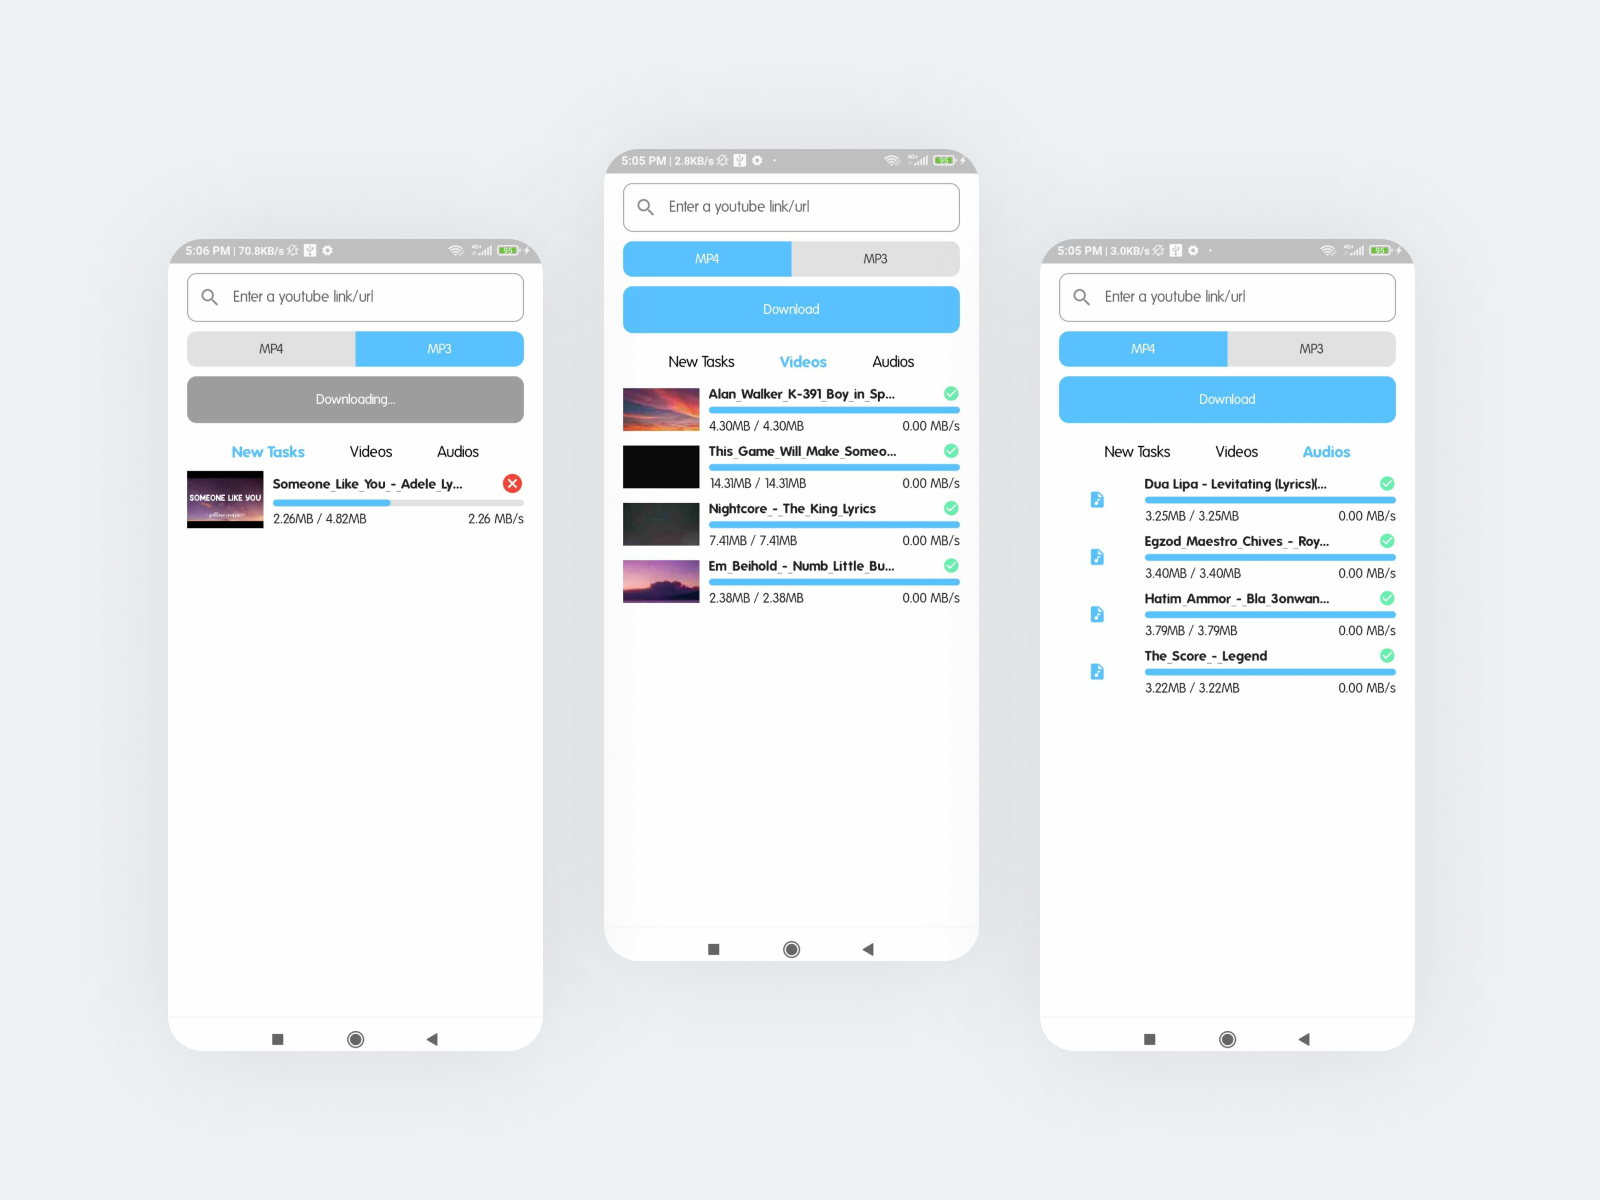 5:06 PM | 70.8KB/s
95
Enter a youtube link/url
MP4 MP3
Downloading...
New Tasks Videos Audios
SOMEONE LIKE YOU
Someone_Like_You_-_Adele_Ly...
2.26MB / 4.82MB 2.26 MB/s
5:05 PM | 2.8KB/s
4G+ 95
Enter a youtube link/url
MP4 MP3
Download
New Tasks Videos Audios
Alan_Walker_K-391_Boy_in_Sp...
4.30MB / 4.30MB 0.00 MB/s
This_Game_Will_Make_Someo...
14.31MB / 14.31MB 0.00 MB/s
Nightcore_-_The_King_Lyrics
7.41MB / 7.41MB 0.00 MB/s
Em_Beihold_-_Numb_Little_Bu...
2.38MB / 2.38MB 0.00 MB/s
5:05 PM | 3.0KB/s
4G+ 95
Enter a youtube link/url
MP4 MP3
Download
New Tasks Videos Audios
Dua Lipa - Levitating (Lyrics)(...
3.25MB / 3.25MB 0.00 MB/s
Egzod_Maestro_Chives_-_Roy...
3.40MB / 3.40MB 0.00 MB/s
Hatim_Ammor_-_Bla_3onwan...
3.79MB / 3.79MB 0.00 MB/s
The_Score_-_Legend
3.22MB / 3.22MB 0.00 MB/s